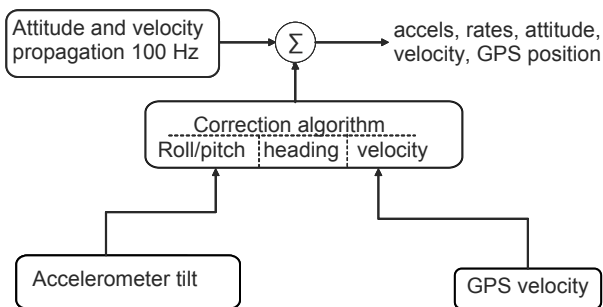 Attitude and velocity
propagation 100 Hz
Σ
accels, rates, attitude,
velocity, GPS position
Correction algorithm
Roll/pitch heading velocity
Accelerometer tilt
GPS velocity